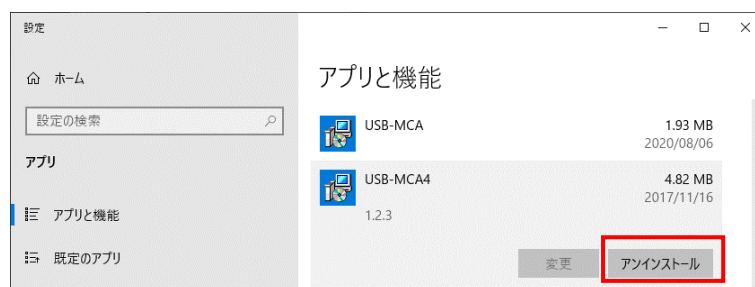 設定
ホーム
設定の検索
アプリ
アプリと機能
既定のアプリ
アプリと機能
USB-MCA
1.93 MB
2020/08/06
USB-MCA4
4.82 MB
2017/11/16
1.2.3
変更
アンインストール